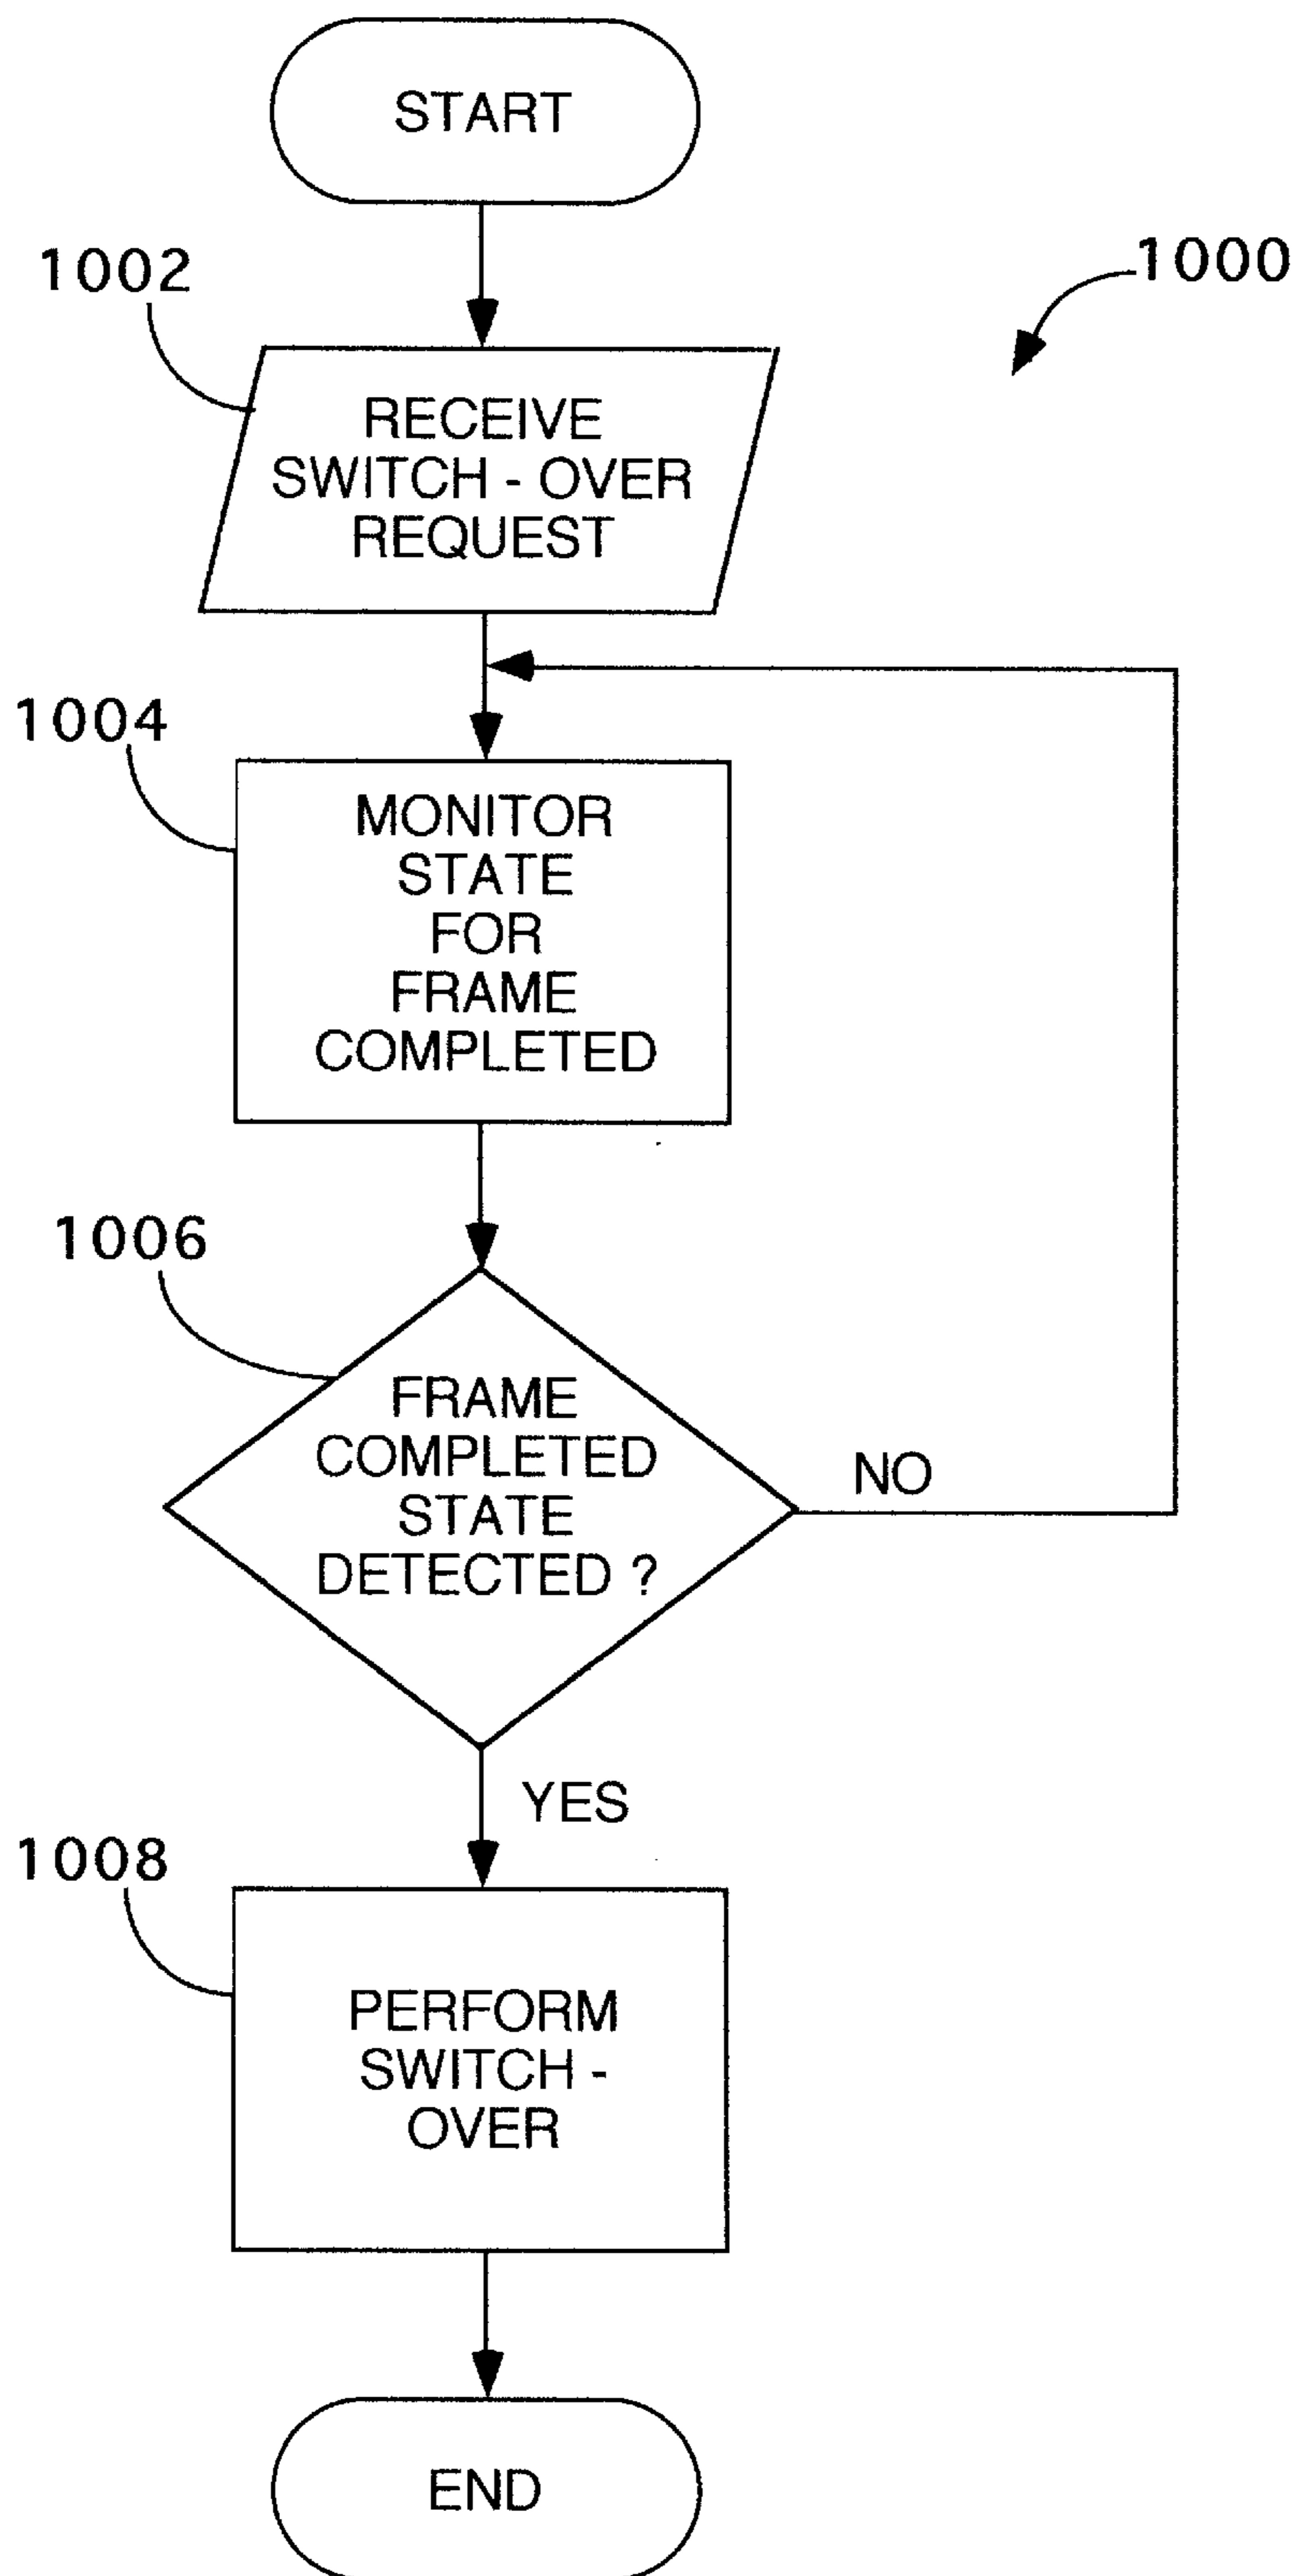 START
1002
1000
RECEIVE
SWITCH - OVER
REQUEST
1004
MONITOR
STATE
FOR
FRAME
COMPLETED
1006
FRAME
COMPLETED
STATE
DETECTED ?
NO
YES
1008
PERFORM
SWITCH -
OVER
END